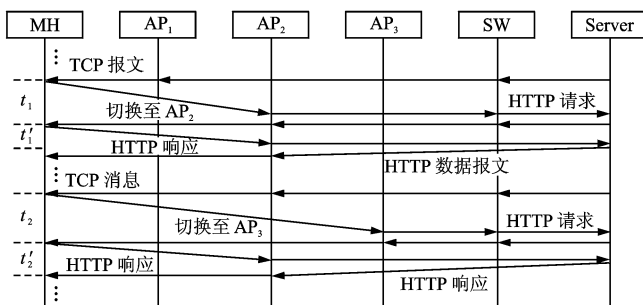 MH AP₁ AP₂ AP₃ SW Server
⋮ TCP 报文
t₁ 切换至 AP₂ HTTP 请求
t₁′ HTTP 响应 HTTP 数据报文
⋮ TCP 消息
t₂ 切换至 AP₃ HTTP 请求
t₂′ HTTP 响应 HTTP 响应
⋮